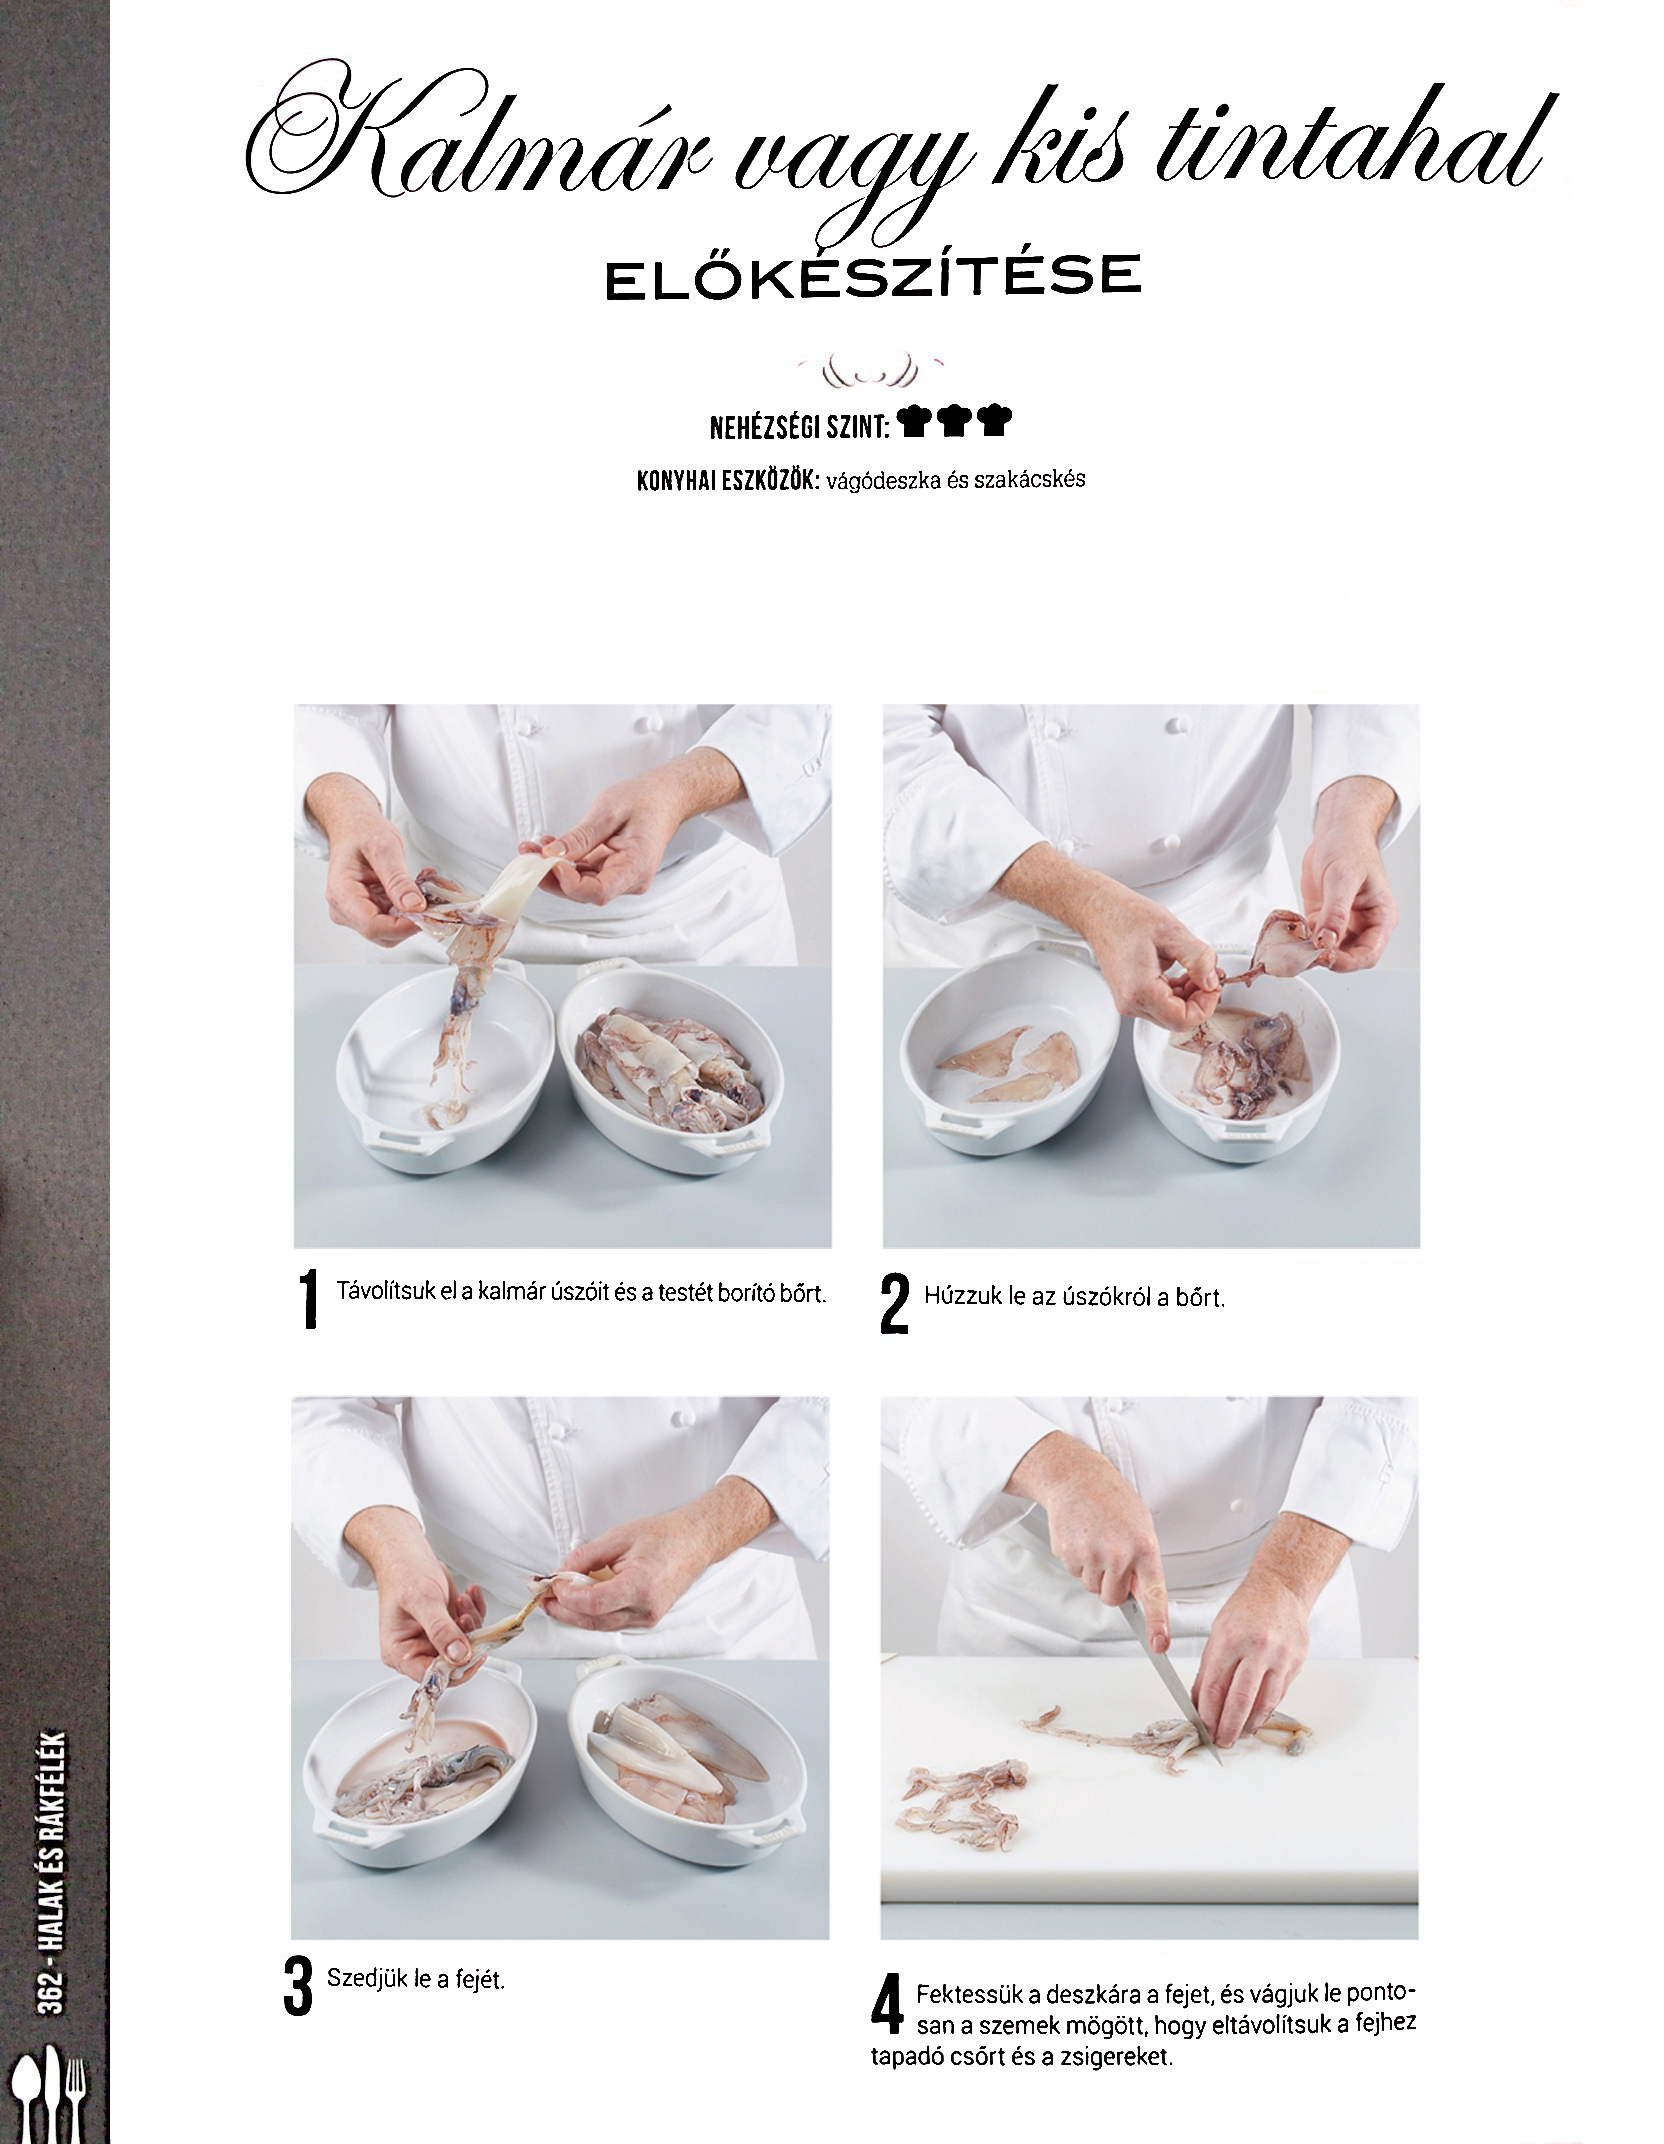 Kalmár vagy kis tintahal
ELŐKÉSZÍTÉSE
NEHÉZSÉGI SZINT:
KONYHAI ESZKÖZÖK: vágódeszka és szakácskés
1 Távolítsuk el a kalmár úszóit és a testét borító bőrt.
2 Húzzuk le az úszókról a bőrt.
3 Szedjük le a fejét.
4 Fektessük a deszkára a fejet, és vágjuk le ponto-
san a szemek mögött, hogy eltávolítsuk a fejhez
tapadó csőrt és a zsigereket.
362 - HALAK ÉS RÁKFÉLÉK